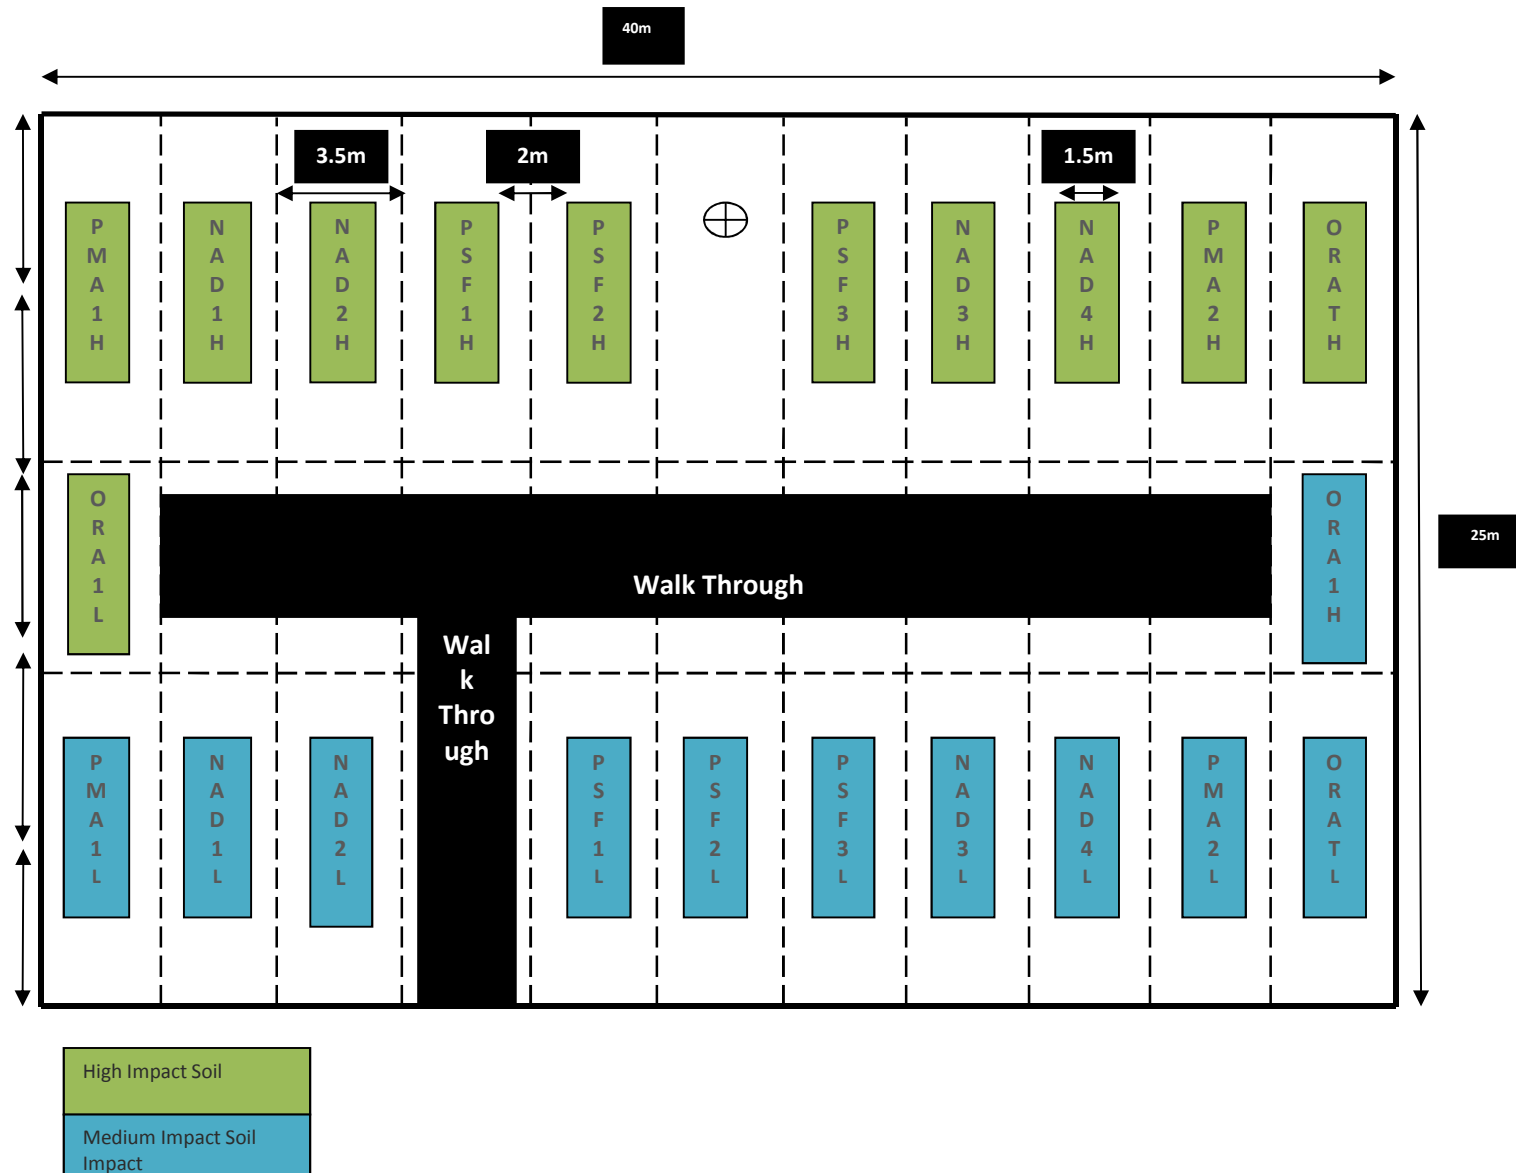 40m
3.5m
2m
1.5m
PMA1H
NAD1H
NAD2H
PSF1H
PSF2H
PSF3H
NAD3H
NAD4H
PMA2H
ORATH
ORA1L
Walk Through
ORA1H
25m
Wal
k
Thro
ugh
PMA1L
NAD1L
NAD2L
PSF1L
PSF2L
PSF3L
NAD3L
NAD4L
PMA2L
ORATL
High Impact Soil
Medium Impact Soil
Impact